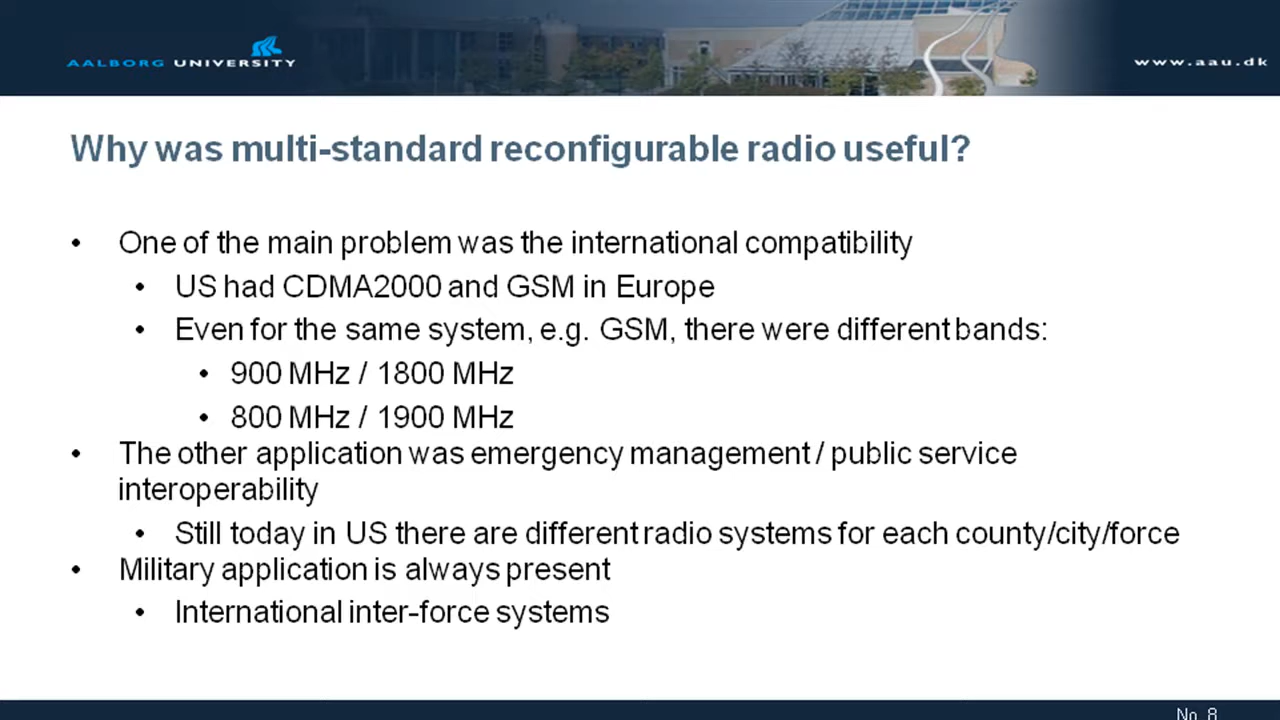 AALBORG UNIVERSITY
www.aau.dk
Why was multi-standard reconfigurable radio useful?
• One of the main problem was the international compatibility
• US had CDMA2000 and GSM in Europe
• Even for the same system, e.g. GSM, there were different bands:
• 900 MHz / 1800 MHz
• 800 MHz / 1900 MHz
• The other application was emergency management / public service
interoperability
• Still today in US there are different radio systems for each county/city/force
• Military application is always present
• International inter-force systems
No. 8